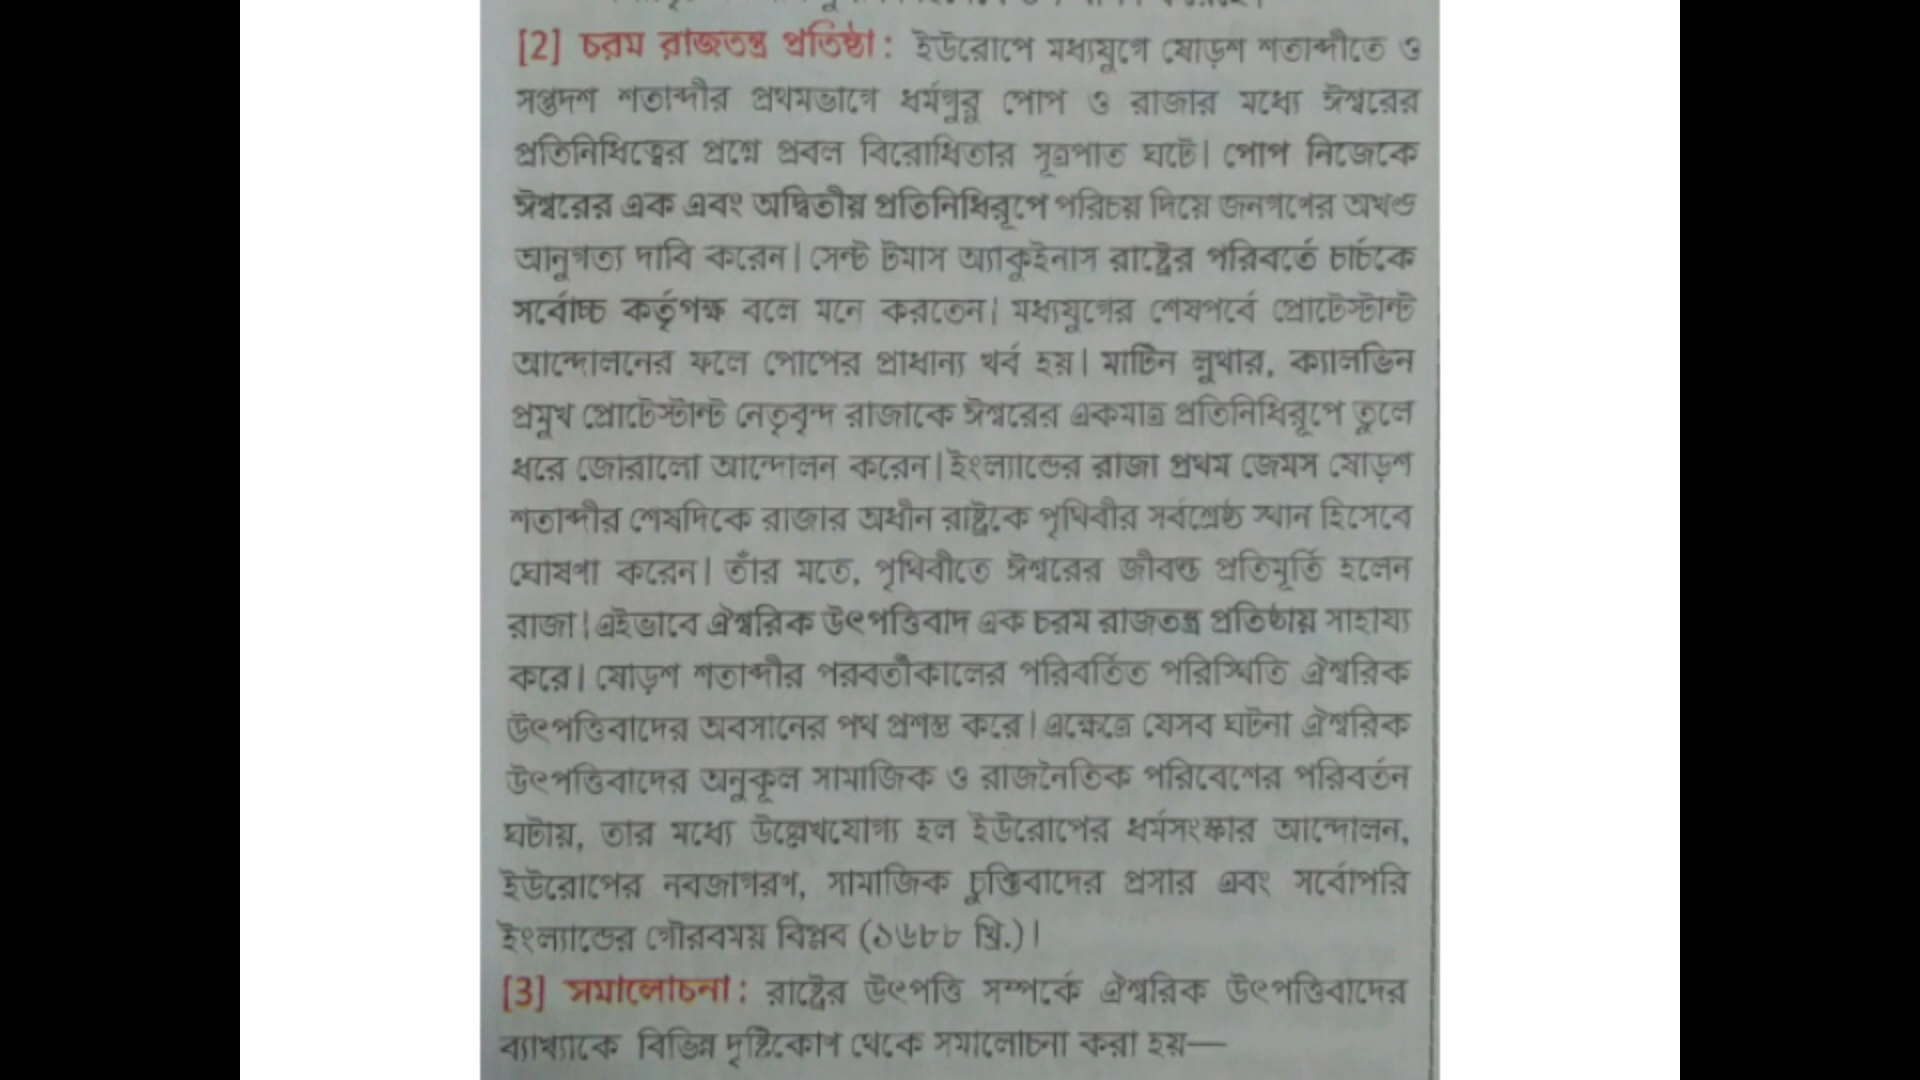 [2] চরম রাজতন্ত্র প্রতিষ্ঠা: ইউরোপে মধ্যযুগে ষোড়শ শতাব্দীতে ও
সপ্তদশ শতাব্দীর প্রথমভাগে ধর্মগুরু পোপ ও রাজার মধ্যে ঈশ্বরের
প্রতিনিধিত্বের প্রশ্নে প্রবল বিরোধিতার সূত্রপাত ঘটে। পোপ নিজেকে
ঈশ্বরের এক এবং অদ্বিতীয় প্রতিনিধিরূপে পরিচয় দিয়ে জনগণের অখণ্ড
আনুগত্য দাবি করেন। সেন্ট টমাস অ্যাকুইনাস রাষ্ট্রের পরিবর্তে চার্চকে
সর্বোচ্চ কর্তৃপক্ষ বলে মনে করতেন। মধ্যযুগের শেষপর্বে প্রোটেস্টান্ট
আন্দোলনের ফলে পোপের প্রাধান্য খর্ব হয়। মার্টিন লুথার, ক্যালভিন
প্রমুখ প্রোটেস্টান্ট নেতৃবৃন্দ রাজাকে ঈশ্বরের একমাত্র প্রতিনিধিরূপে তুলে
ধরে জোরালো আন্দোলন করেন। ইংল্যান্ডের রাজা প্রথম জেমস ষোড়শ
শতাব্দীর শেষদিকে রাজার অধীন রাষ্ট্রকে পৃথিবীর সর্বশ্রেষ্ঠ স্থান হিসেবে
ঘোষণা করেন। তাঁর মতে, পৃথিবীতে ঈশ্বরের জীবন্ত প্রতিমূর্তি হলেন
রাজা। এইভাবে ঐশ্বরিক উৎপত্তিবাদ এক চরম রাজতন্ত্র প্রতিষ্ঠায় সাহায্য
করে। ষোড়শ শতাব্দীর পরবর্তীকালের পরিবর্তিত পরিস্থিতি ঐশ্বরিক
উৎপত্তিবাদের অবসানের পথ প্রশস্ত করে। এক্ষেত্রে যেসব ঘটনা ঐশ্বরিক
উৎপত্তিবাদের অনুকূল সামাজিক ও রাজনৈতিক পরিবেশের পরিবর্তন
ঘটায়, তার মধ্যে উল্লেখযোগ্য হল ইউরোপের ধর্মসংস্কার আন্দোলন,
ইউরোপের নবজাগরণ, সামাজিক চুক্তিবাদের প্রসার এবং সর্বোপরি
ইংল্যান্ডের গৌরবময় বিপ্লব (১৬৮৮ খ্রি.)।
[3] সমালোচনা: রাষ্ট্রের উৎপত্তি সম্পর্কে ঐশ্বরিক উৎপত্তিবাদের
ব্যাখ্যাকে বিভিন্ন দৃষ্টিকোণ থেকে সমালোচনা করা হয়—